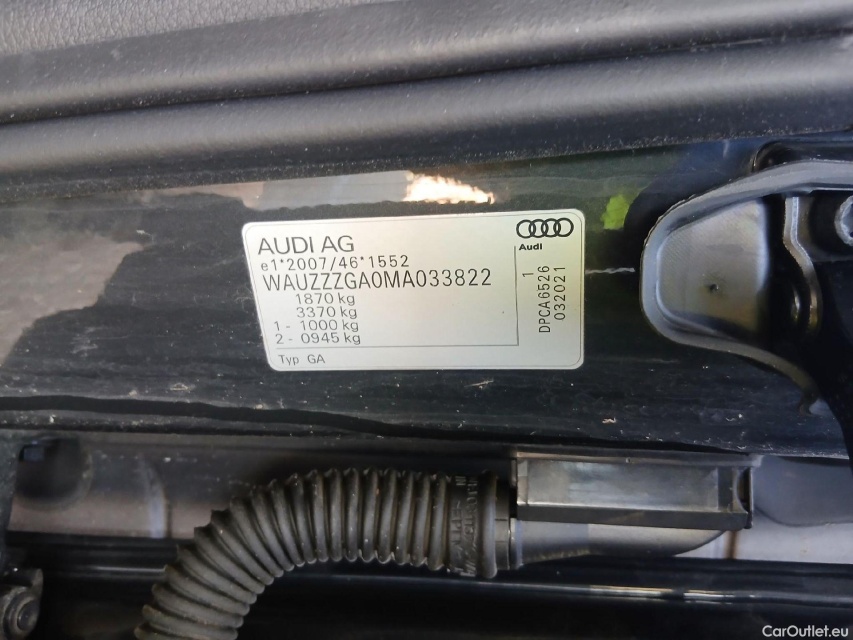 AUDI AG
e1*2007/46*1552
WAUZZZGA0MA033822
1870 kg
3370 kg
1 - 1000 kg
2 - 0945 kg
Typ GA
Audi
DPCA6526 1
032021
CarOutlet.eu